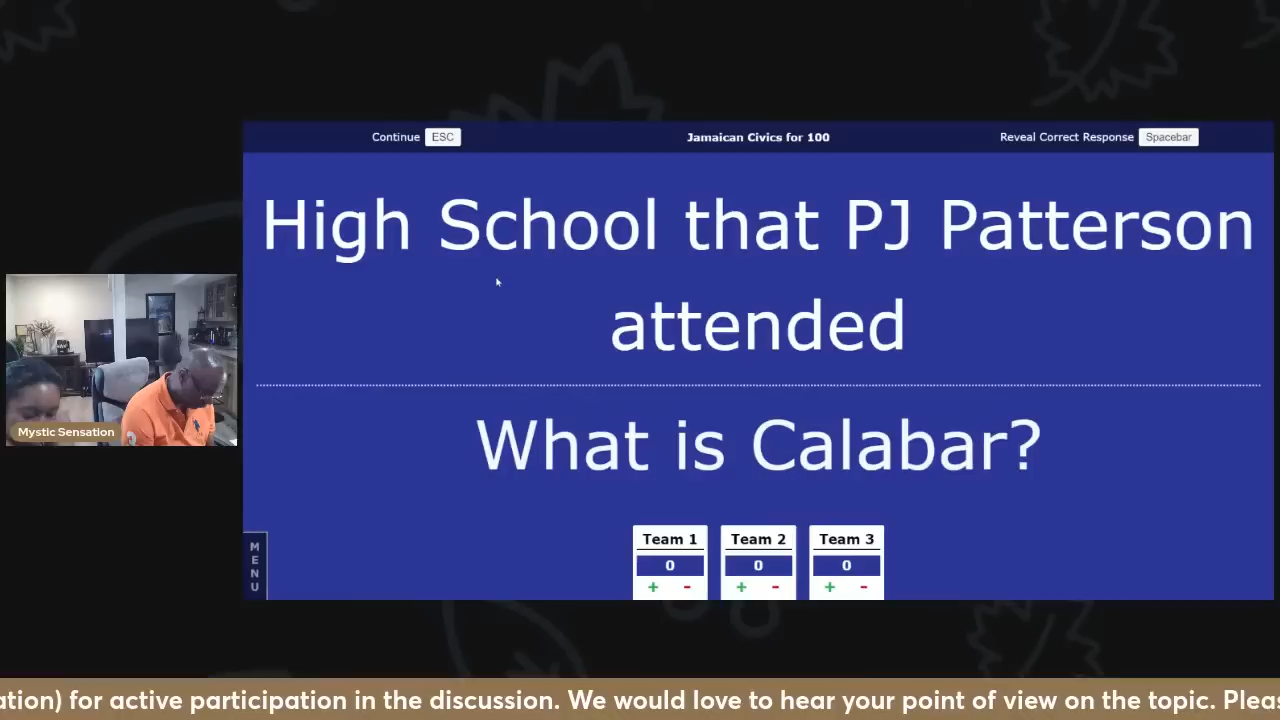 Continue ESC
Jamaican Civics for 100
Reveal Correct Response Spacebar
High School that PJ Patterson
attended
What is Calabar?
Mystic Sensation
MENU
Team 1 Team 2 Team 3
0 0 0
+ - + - + -
ation) for active participation in the discussion. We would love to hear your point of view on the topic. Pleas